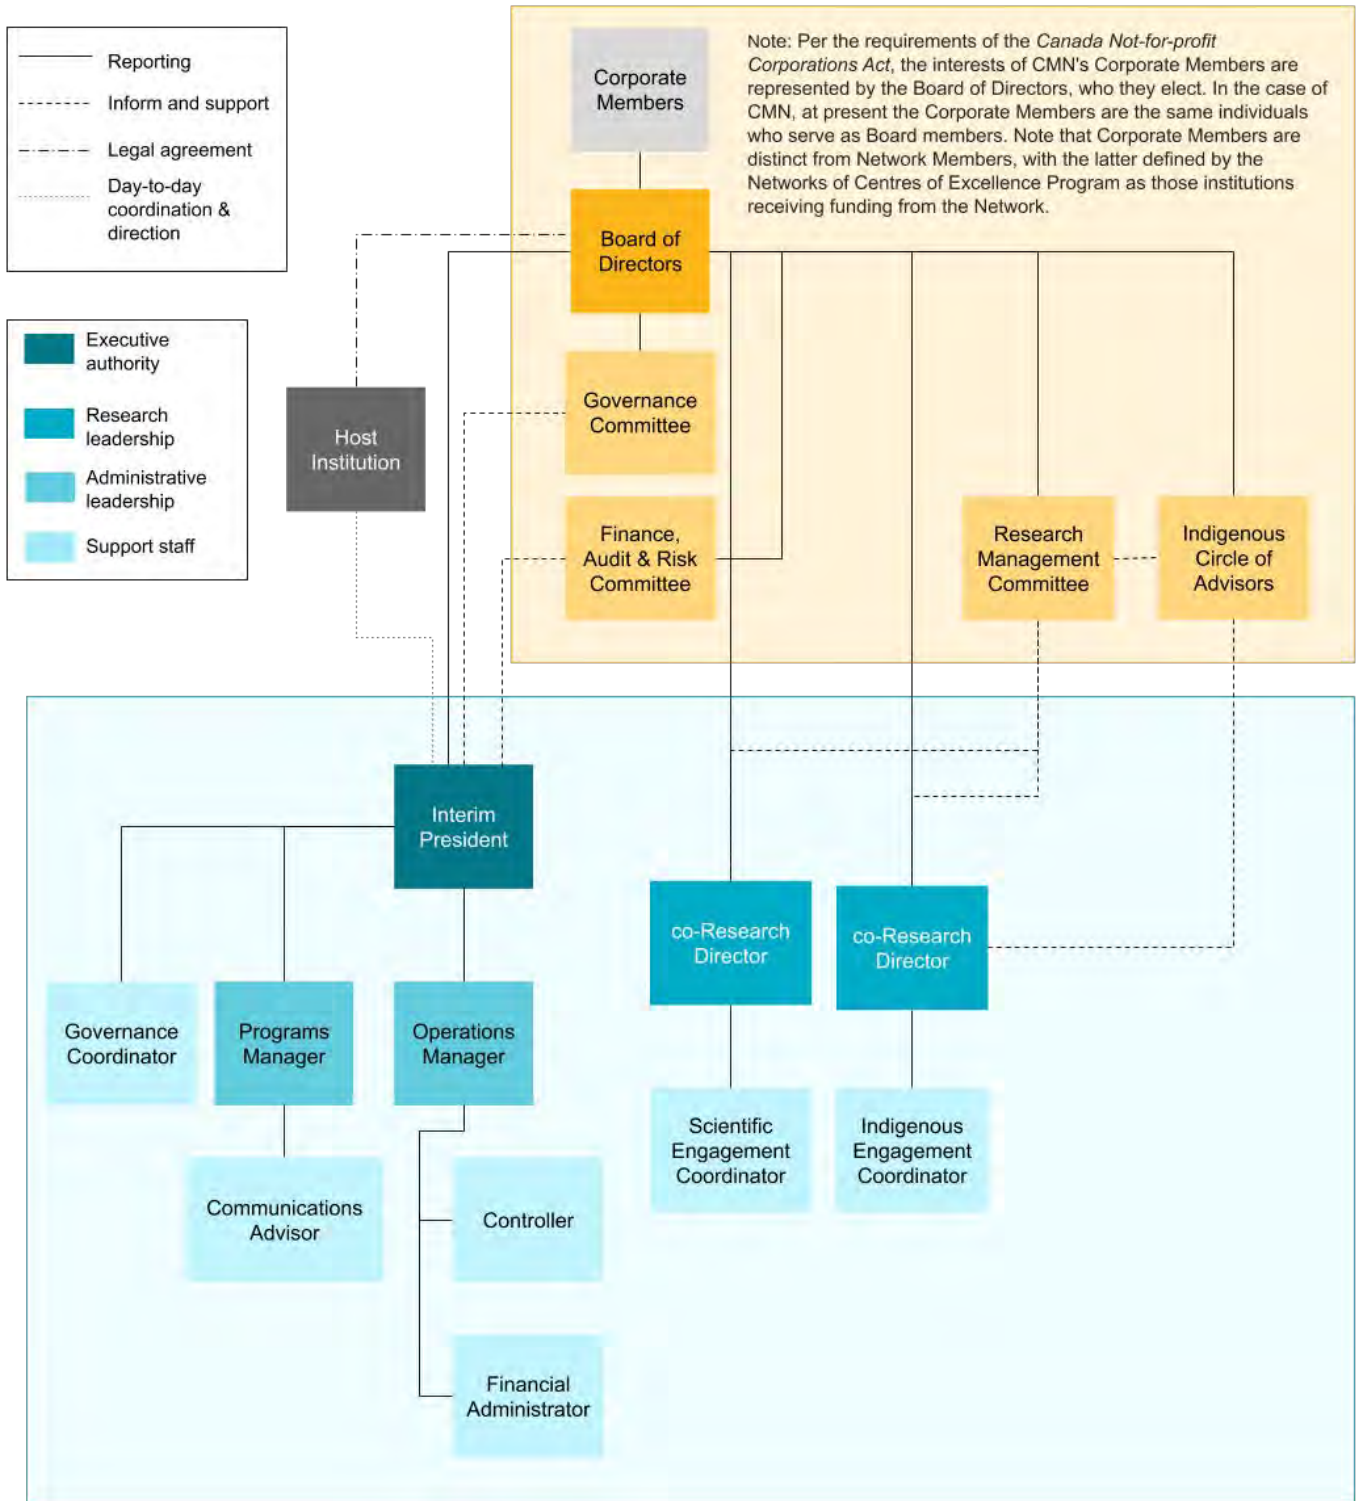 Reporting
Inform and support
Legal agreement
Day-to-day
coordination &
direction
Executive
authority
Research
leadership
Administrative
leadership
Support staff
Corporate
Members
Note: Per the requirements of the Canada Not-for-profit
Corporations Act, the interests of CMN's Corporate Members are
represented by the Board of Directors, who they elect. In the case of
CMN, at present the Corporate Members are the same individuals
who serve as Board members. Note that Corporate Members are
distinct from Network Members, with the latter defined by the
Networks of Centres of Excellence Program as those institutions
receiving funding from the Network.
Board of
Directors
Governance
Committee
Host
Institution
Finance,
Audit & Risk
Committee
Research
Management
Committee
Indigenous
Circle of
Advisors
Interim
President
co-Research
Director
co-Research
Director
Governance
Coordinator
Programs
Manager
Operations
Manager
Scientific
Engagement
Coordinator
Indigenous
Engagement
Coordinator
Communications
Advisor
Controller
Financial
Administrator